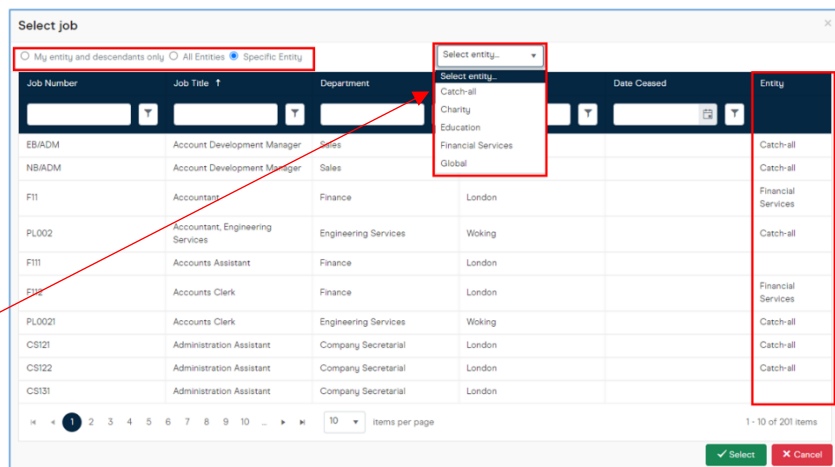 Select job
My entity and descendants only All Entities Specific Entity
Select entity...
Select entity...
Catch-all
Charity
Education
Financial Services
Global
Job Number Job Title ↑ Department Date Ceased Entity
EB/ADM Account Development Manager Sales Catch-all
NB/ADM Account Development Manager Sales Catch-all
F11 Accountant Finance London Financial
Services
PL002 Accountant, Engineering
Services Engineering Services Woking Catch-all
F111 Accounts Assistant Finance London
F112 Accounts Clerk Finance London Financial
Services
PL0021 Accounts Clerk Engineering Services Woking Catch-all
CS121 Administration Assistant Company Secretarial London Catch-all
CS122 Administration Assistant Company Secretarial London Catch-all
CS131 Administration Assistant Company Secretarial London
1 2 3 4 5 6 7 8 9 10 ... 10 items per page 1 - 10 of 201 items
Select Cancel